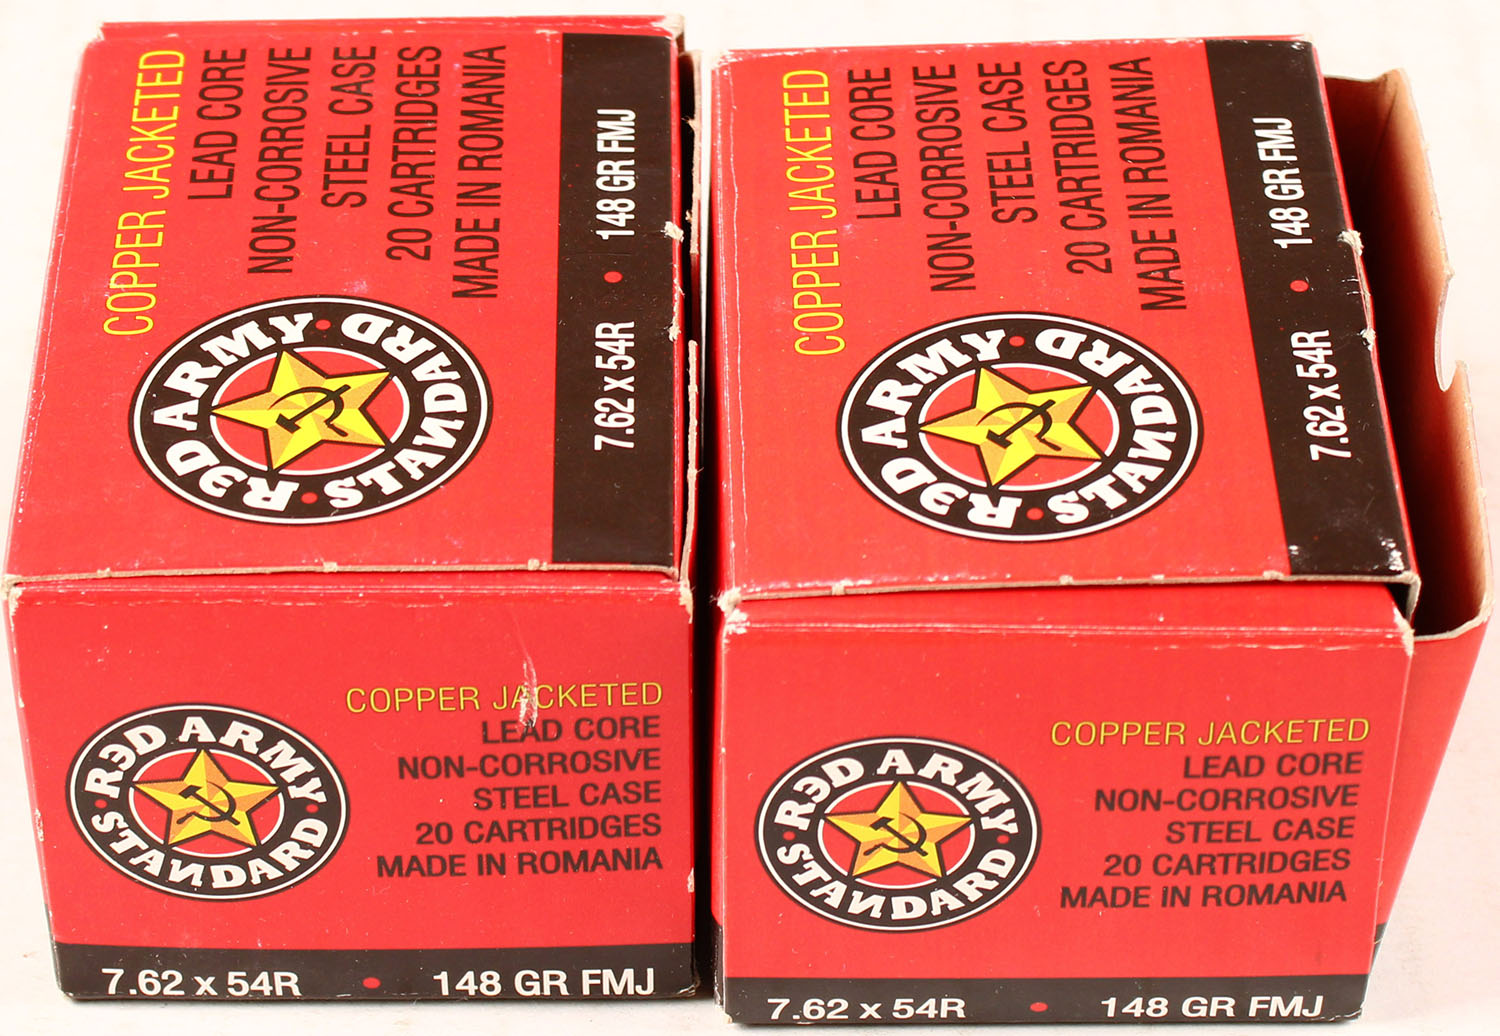 COPPER JACKETED
LEAD CORE
NON-CORROSIVE
STEEL CASE
20 CARTRIDGES
MADE IN ROMANIA
RED ARMY • STANDARD •
7.62 x 54R • 148 GR FMJ
COPPER JACKETED
LEAD CORE
NON-CORROSIVE
STEEL CASE
20 CARTRIDGES
MADE IN ROMANIA
RED ARMY • STANDARD •
7.62 x 54R • 148 GR FMJ
COPPER JACKETED
LEAD CORE
NON-CORROSIVE
STEEL CASE
20 CARTRIDGES
MADE IN ROMANIA
RED ARMY • STANDARD •
7.62 x 54R • 148 GR FMJ
COPPER JACKETED
LEAD CORE
NON-CORROSIVE
STEEL CASE
20 CARTRIDGES
MADE IN ROMANIA
RED ARMY • STANDARD •
7.62 x 54R • 148 GR FMJ